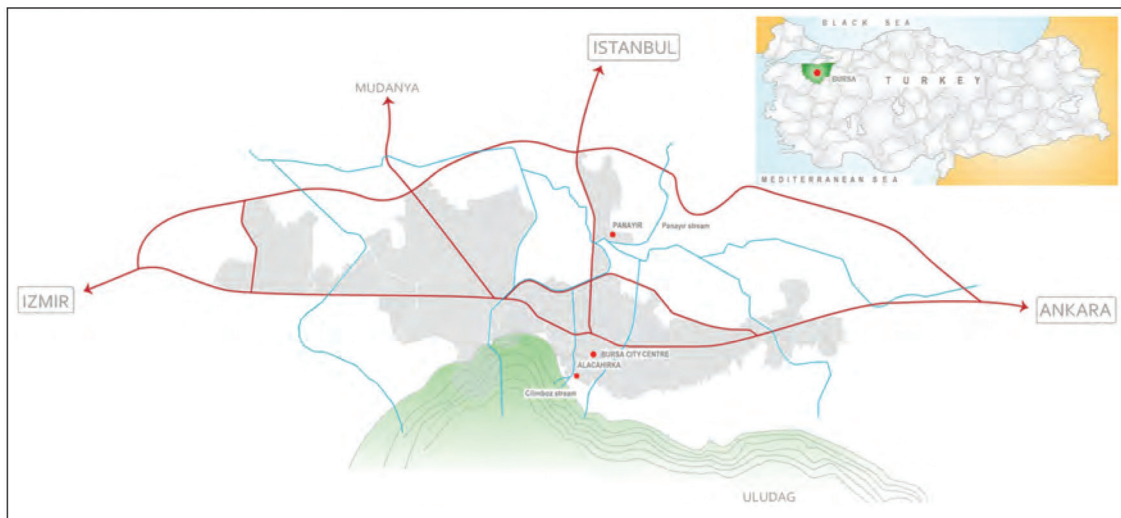 BLACK SEA
ISTANBUL
BURSA
TURKEY
MUDANYA
MEDITERRANEAN SEA
PANAYIR
Panayır stream
IZMIR
ANKARA
BURSA CITY CENTRE
ALACAHIRKA
Cilimboz stream
ULUDAG